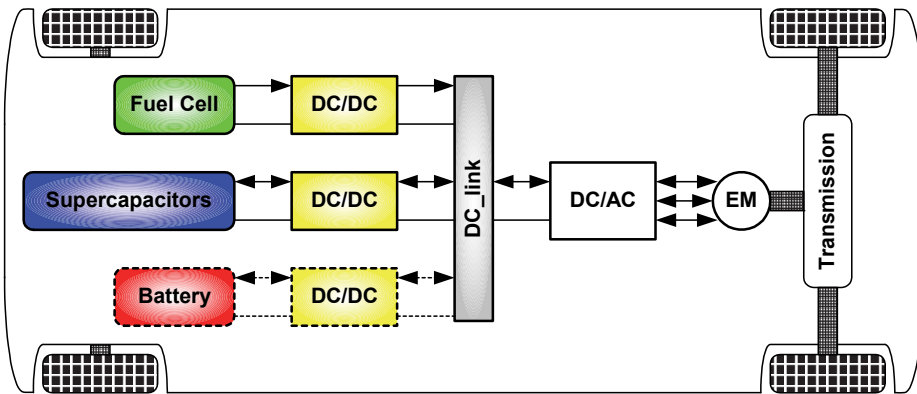 Fuel Cell
DC/DC
Supercapacitors
DC/DC
Battery
DC/DC
DC_link
DC/AC
EM
Transmission